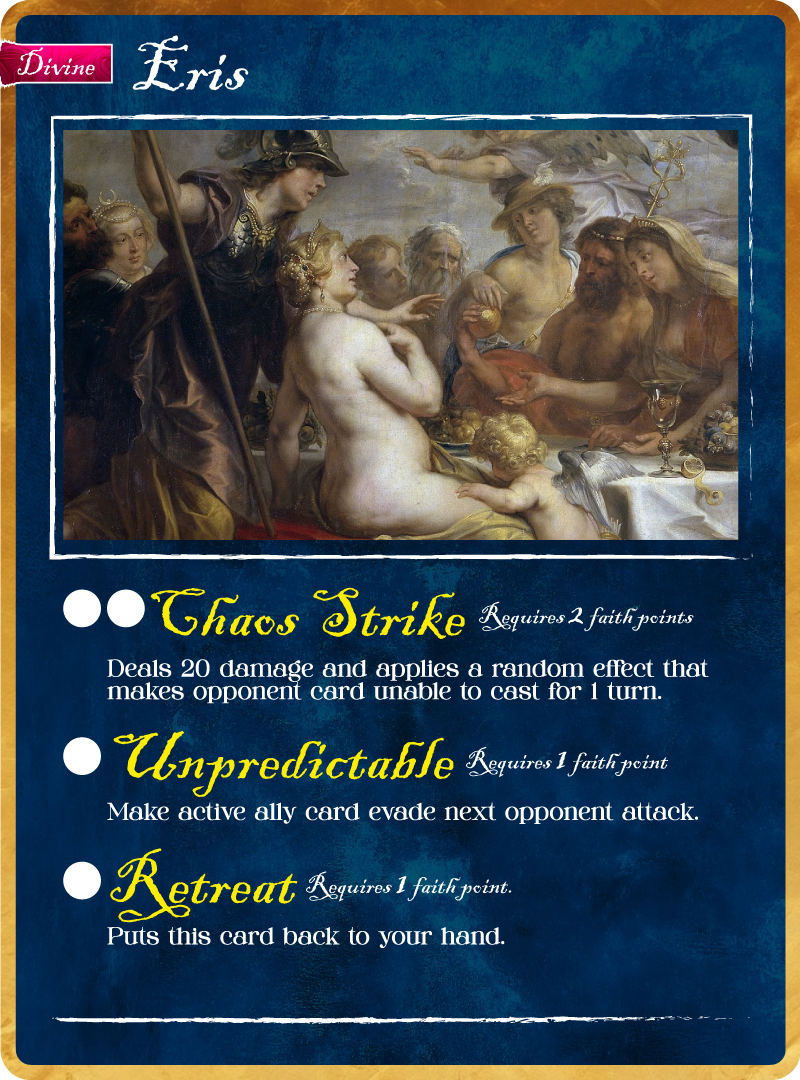 Divine
Eris
Chaos Strike Requires 2 faith points
Deals 20 damage and applies a random effect that
makes opponent card unable to cast for 1 turn.
Unpredictable Requires 1 faith point
Make active ally card evade next opponent attack.
Retreat Requires 1 faith point.
Puts this card back to your hand.